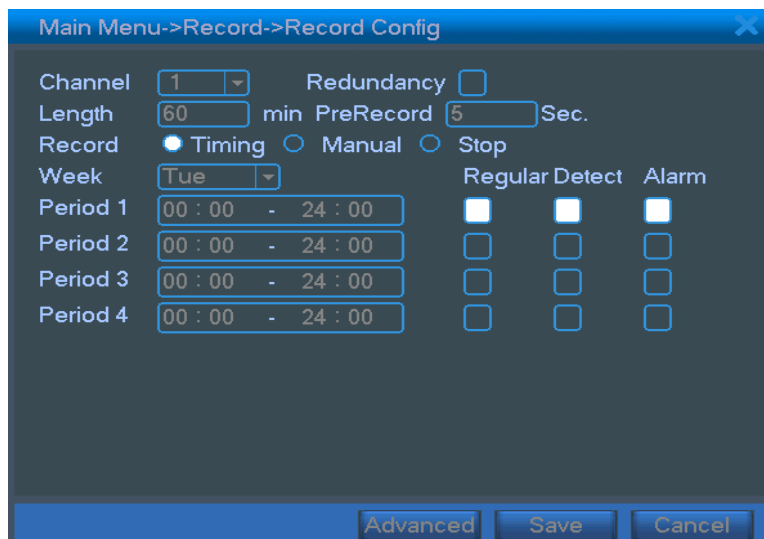 Main Menu->Record->Record Config
Channel 1 Redundancy
Length 60 min PreRecord 5 Sec.
Record Timing Manual Stop
Week Tue Regular Detect Alarm
Period 1 00 : 00 - 24 : 00
Period 2 00 : 00 - 24 : 00
Period 3 00 : 00 - 24 : 00
Period 4 00 : 00 - 24 : 00
Advanced Save Cancel